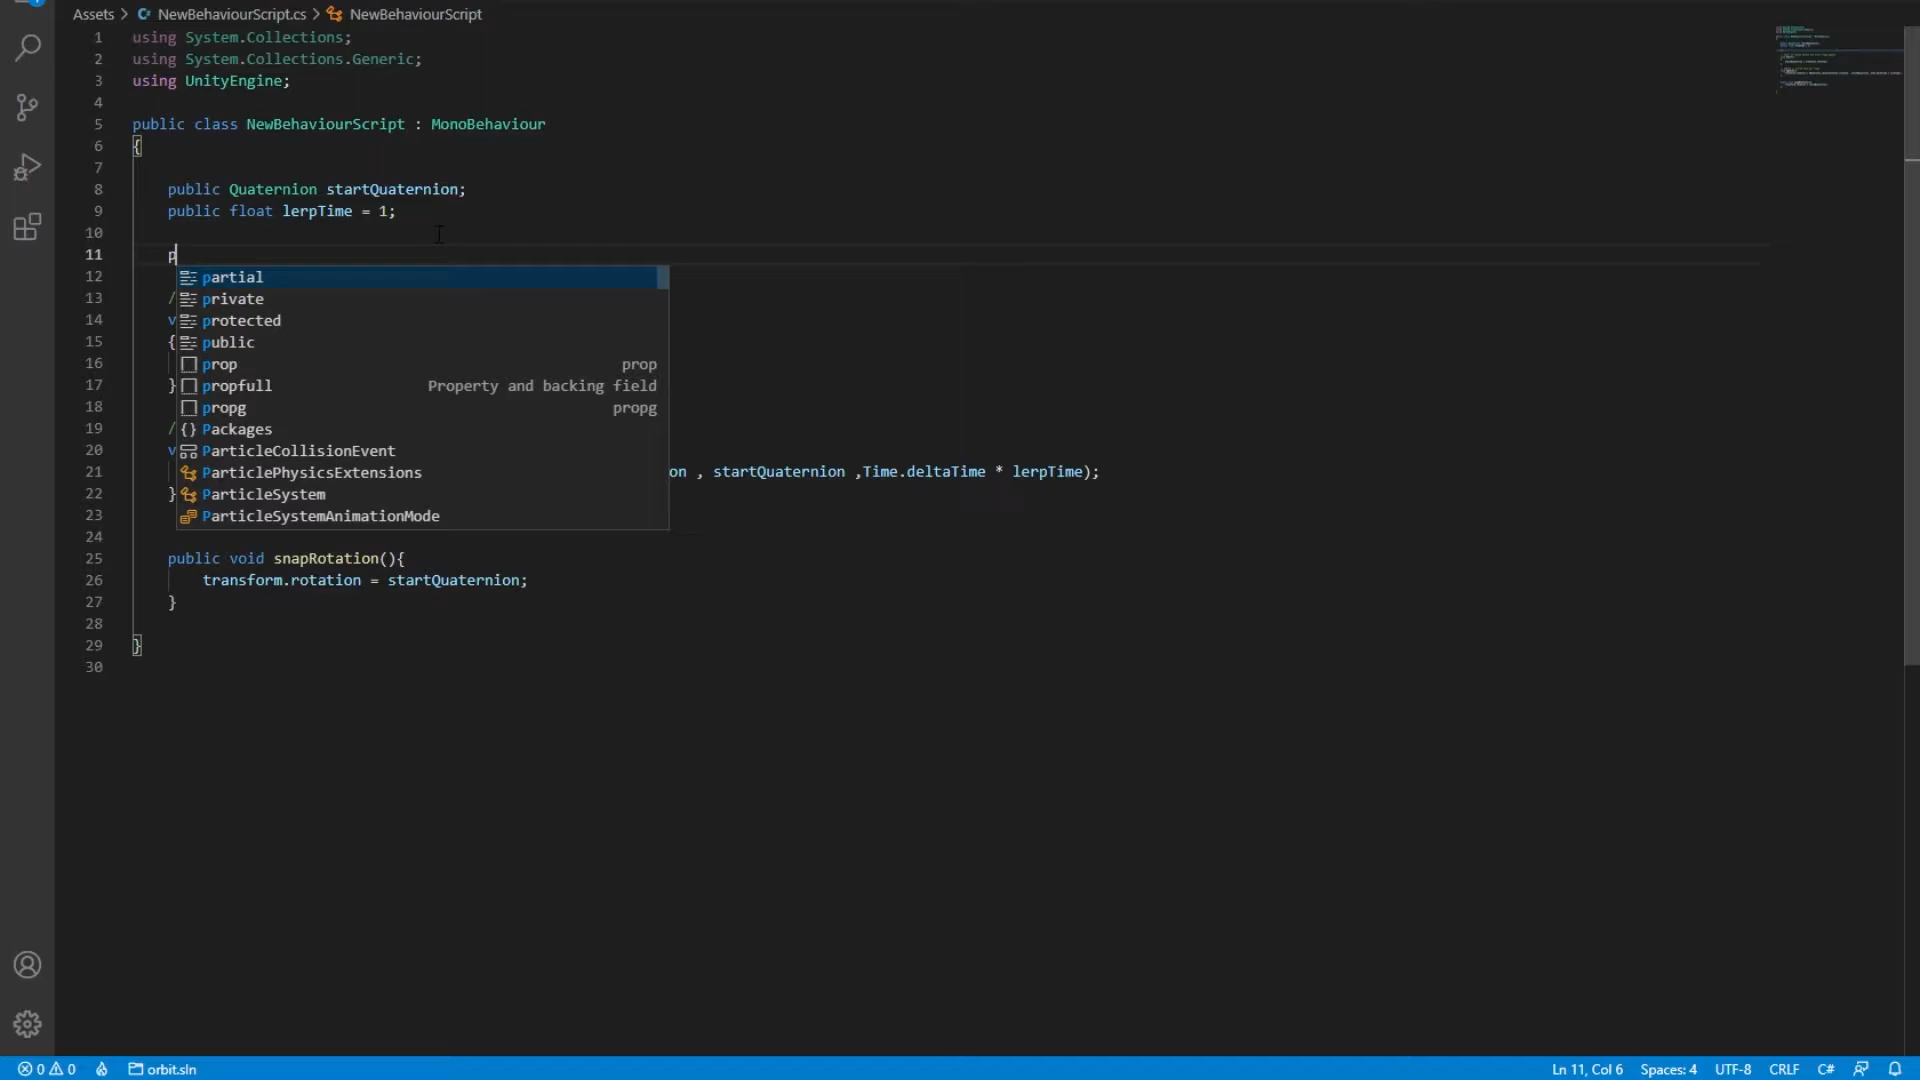 Assets > NewBehaviourScript.cs > NewBehaviourScript
1 using System.Collections;
2 using System.Collections.Generic;
3 using UnityEngine;
4
5 public class NewBehaviourScript : MonoBehaviour
6 {
7
8 public Quaternion startQuaternion;
9 public float lerpTime = 1;
10
11 p
12 partial
13 / private
14 v protected
15 { public
16 prop prop
17 } propfull Property and backing field
18 propg propg
19 / {} Packages
20 v ParticleCollisionEvent
21 ParticlePhysicsExtensions on , startQuaternion ,Time.deltaTime * lerpTime);
22 } ParticleSystem
23 ParticleSystemAnimationMode
24
25 public void snapRotation(){
26 transform.rotation = startQuaternion;
27 }
28
29 }
30
0 0 orbit.sln Ln 11, Col 6 Spaces: 4 UTF-8 CRLF C#